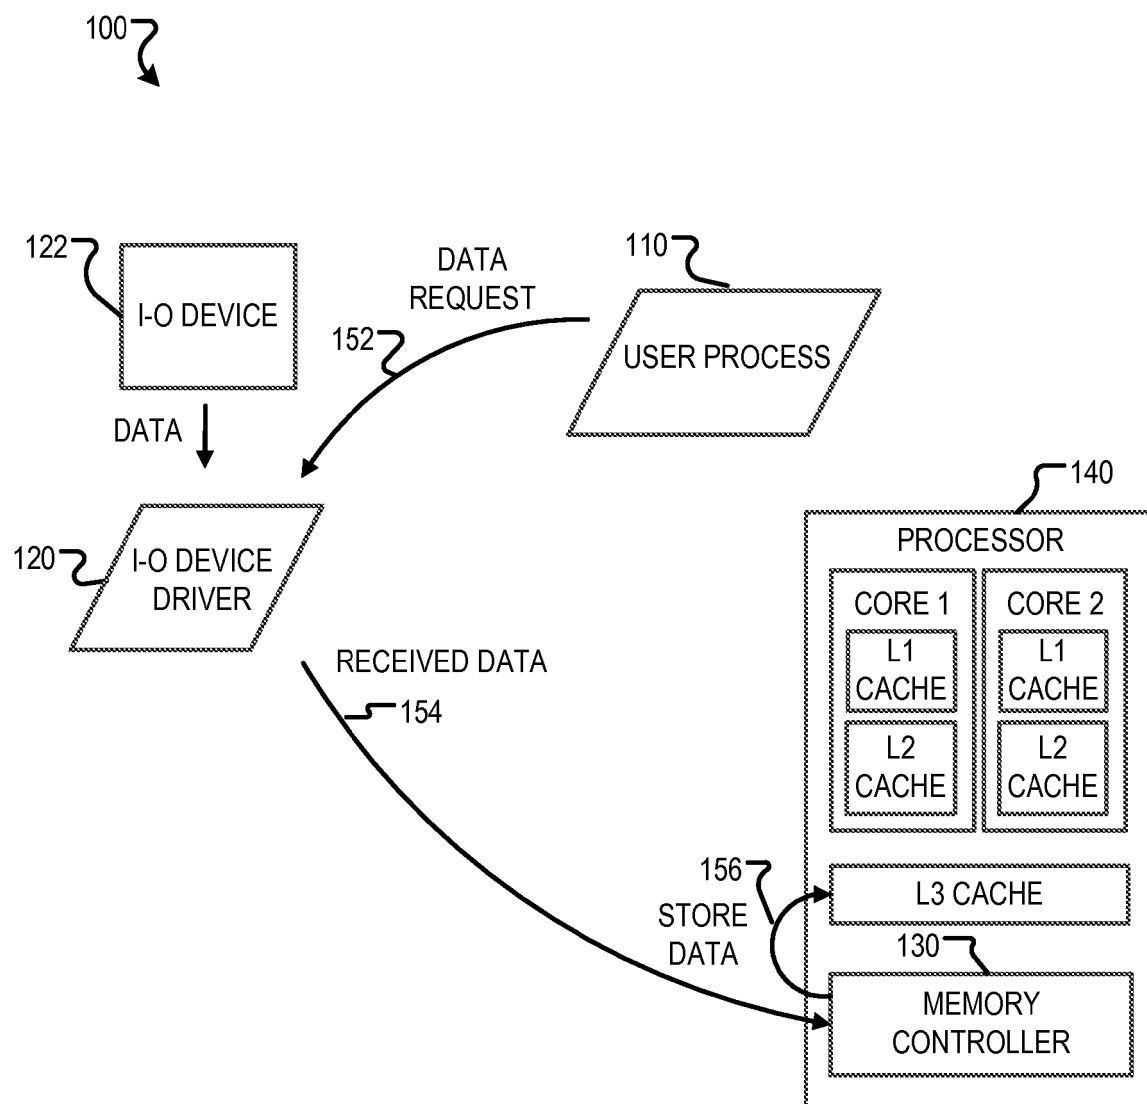 100
122
I-O DEVICE
DATA
REQUEST
110
152
USER PROCESS
DATA
140
PROCESSOR
120
I-O DEVICE
DRIVER
CORE 1
L1
CACHE
L2
CACHE
CORE 2
L1
CACHE
L2
CACHE
RECEIVED DATA
154
156
STORE
DATA
L3 CACHE
130
MEMORY
CONTROLLER